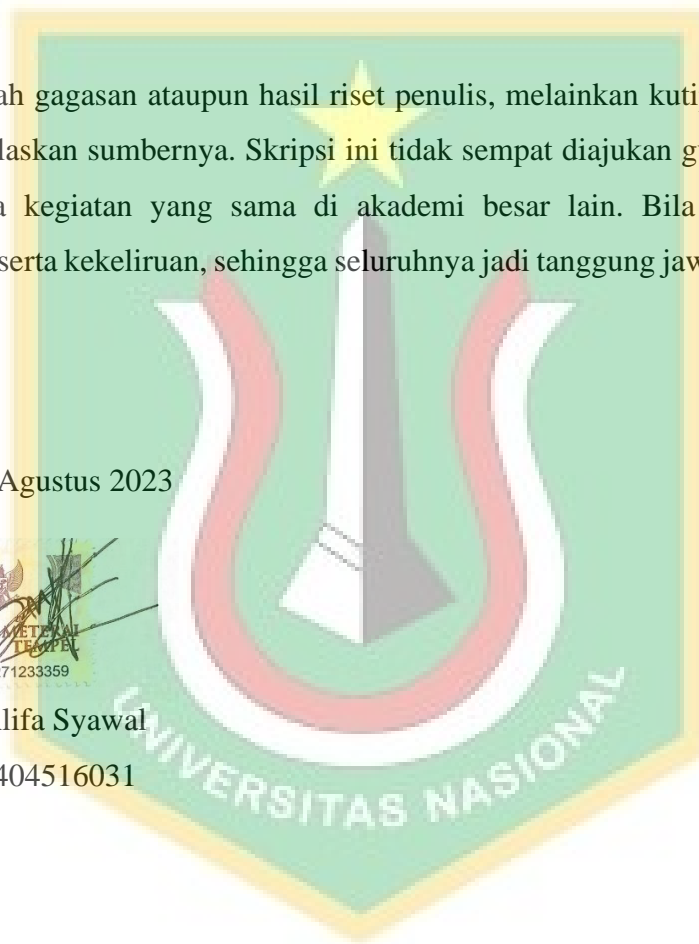 ah gagasan ataupun hasil riset penulis, melainkan kuti
laskan sumbernya. Skripsi ini tidak sempat diajukan g
a kegiatan yang sama di akademi besar lain. Bila
serta kekeliruan, sehingga seluruhnya jadi tanggung jaw
Agustus 2023
METERAI
TEMPEL
71233359
lifa Syawal
404516031
UNIVERSITAS NASIONAL